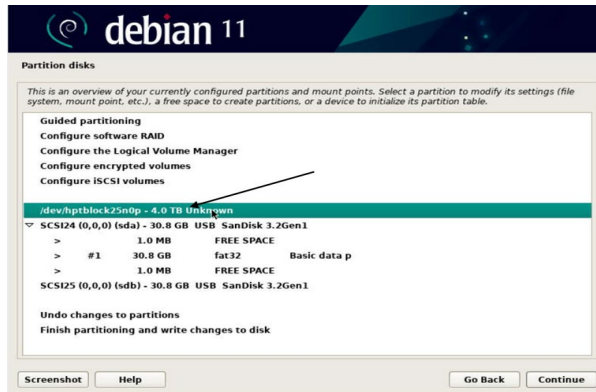 debian 11
Partition disks
This is an overview of your currently configured partitions and mount points. Select a partition to modify its settings (file
system, mount point, etc.), a free space to create partitions, or a device to initialize its partition table.
Guided partitioning
Configure software RAID
Configure the Logical Volume Manager
Configure encrypted volumes
Configure iSCSI volumes
/dev/hptblock25n0p - 4.0 TB Unknown
SCSI24 (0,0,0) (sda) - 30.8 GB USB SanDisk 3.2Gen1
> 1.0 MB FREE SPACE
> #1 30.8 GB fat32 Basic data p
> 1.0 MB FREE SPACE
SCSI25 (0,0,0) (sdb) - 30.8 GB USB SanDisk 3.2Gen1
Undo changes to partitions
Finish partitioning and write changes to disk
Screenshot Help Go Back Continue